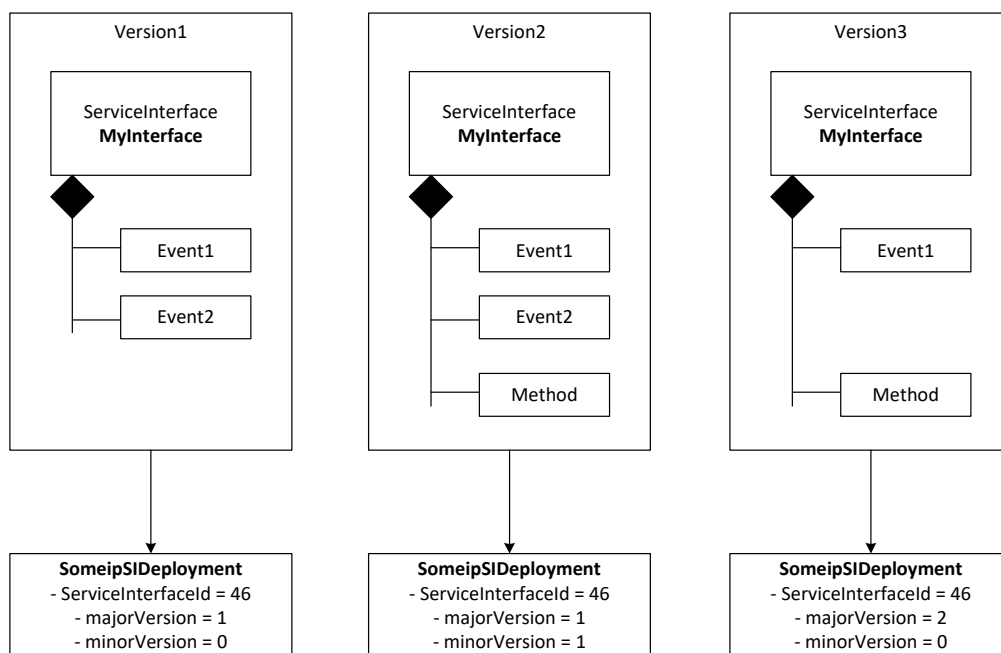 Version1
ServiceInterface
MyInterface
Event1
Event2
SomeipSIDeployment
- ServiceInterfaceId = 46
- majorVersion = 1
- minorVersion = 0
Version2
ServiceInterface
MyInterface
Event1
Event2
Method
SomeipSIDeployment
- ServiceInterfaceId = 46
- majorVersion = 1
- minorVersion = 1
Version3
ServiceInterface
MyInterface
Event1
Method
SomeipSIDeployment
- ServiceInterfaceId = 46
- majorVersion = 2
- minorVersion = 0